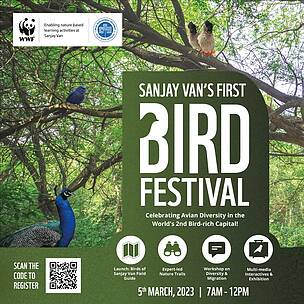 WWF
Enabling nature based
learning activities at
Sanjay Van
SANJAY VAN'S FIRST
BIRD
FESTIVAL
Celebrating Avian Diversity in the
World's 2nd Bird-rich Capital!
SCAN THE
CODE TO
REGISTER
Launch: Birds of
Sanjay Van Field
Guide
Expert-led
Nature Trails
Workshop on
Diversity &
Migration
Multi-media
Interactives &
Exhibition
5th MARCH, 2023 | 7AM - 12PM